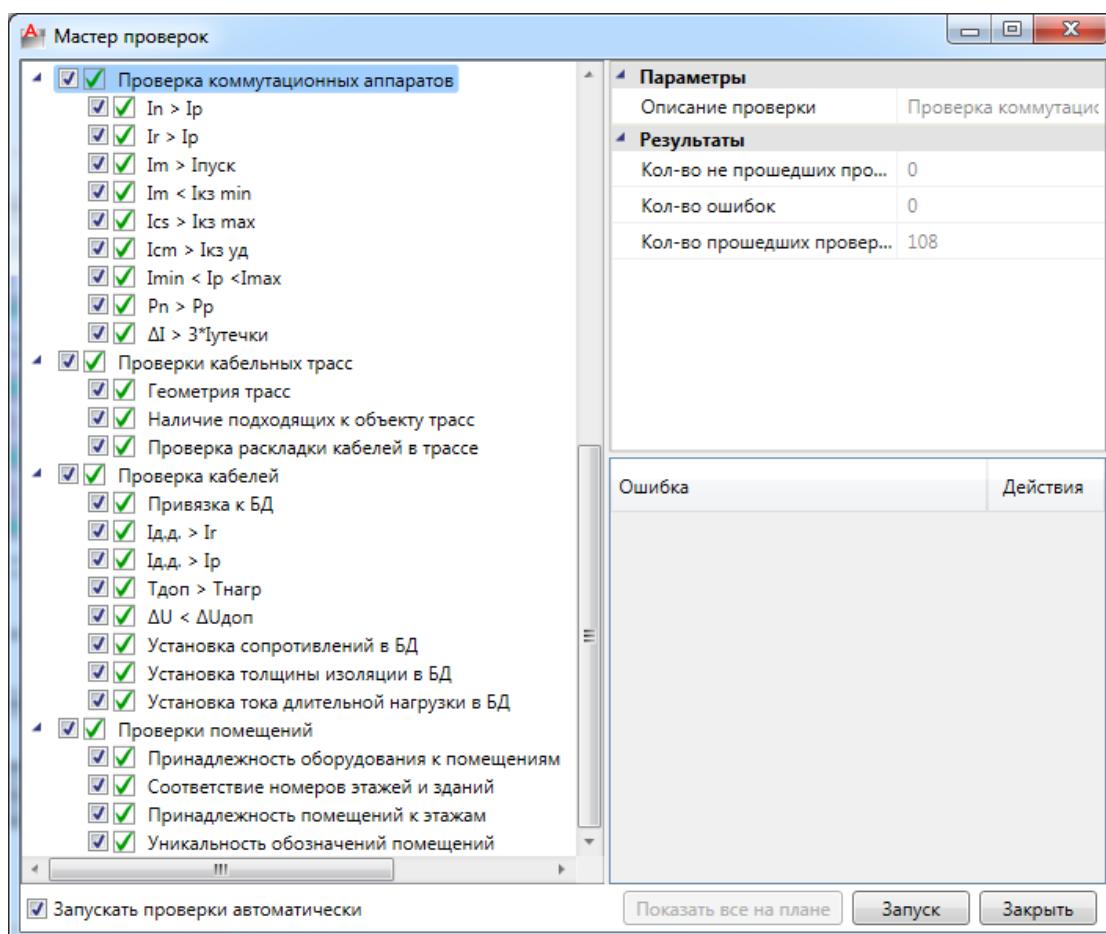 Мастер проверок
Проверка коммутационных аппаратов
In > Ip
Ir > Ip
Im > Iпуск
Im < Iкз min
Ics > Iкз max
Icm > Iкз уд
Imin < Ip <Imax
Pn > Pp
ΔI > 3*Iутечки
Проверки кабельных трасс
Геометрия трасс
Наличие подходящих к объекту трасс
Проверка раскладки кабелей в трассе
Проверка кабелей
Привязка к БД
Iд.д. > Ir
Iд.д. > Ip
Tдоп > Tнагр
ΔU < ΔUдоп
Установка сопротивлений в БД
Установка толщины изоляции в БД
Установка тока длительной нагрузки в БД
Проверки помещений
Принадлежность оборудования к помещениям
Соответствие номеров этажей и зданий
Принадлежность помещений к этажам
Уникальность обозначений помещений
Запускать проверки автоматически
Параметры
Описание проверки Проверка коммутацис
Результаты
Кол-во не прошедших про... 0
Кол-во ошибок 0
Кол-во прошедших провер... 108
Ошибка Действия
Показать все на плане Запуск Закрыть